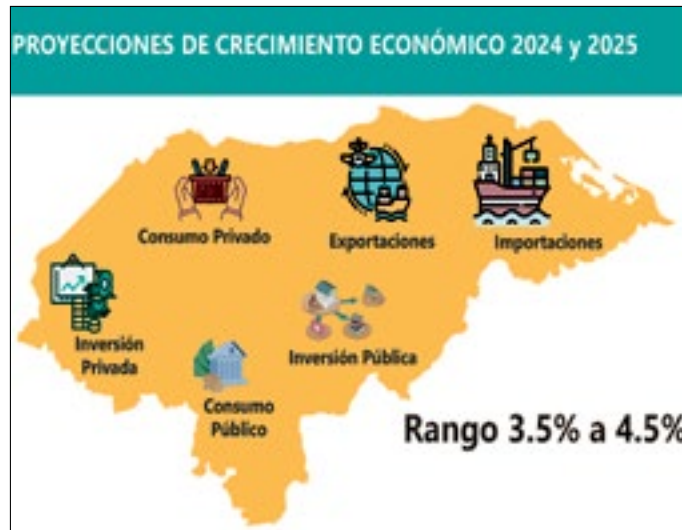 PROYECCIONES DE CRECIMIENTO ECONÓMICO 2024 y 2025
Consumo Privado
Exportaciones
Importaciones
Inversión
Privada
Inversión Pública
Consumo
Público
Rango 3.5% a 4.5%